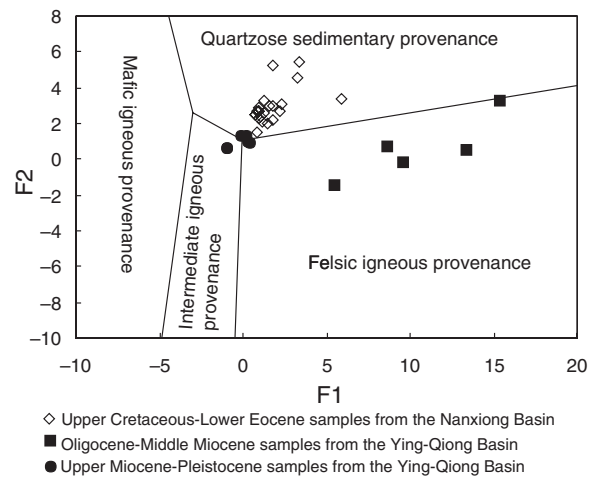 8
6
4
2
0
–2
–4
–6
–8
–10
F2
Quartzose sedimentary provenance
Mafic igneous provenance
Intermediate igneous
provenance
Felsic igneous provenance
–10
–5
0
5
10
15
20
F1
Upper Cretaceous-Lower Eocene samples from the Nanxiong Basin
Oligocene-Middle Miocene samples from the Ying-Qiong Basin
Upper Miocene-Pleistocene samples from the Ying-Qiong Basin